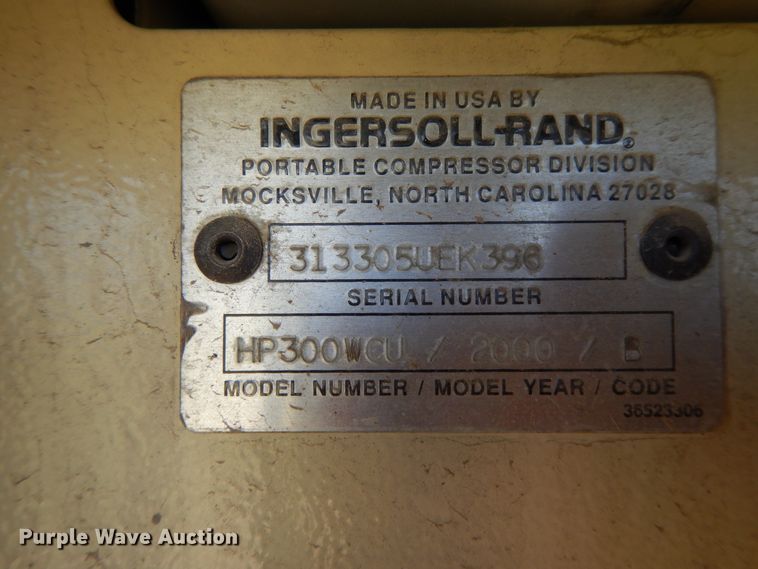 MADE IN USA BY
INGERSOLL-RAND®
PORTABLE COMPRESSOR DIVISION
MOCKSVILLE, NORTH CAROLINA 27028
313305UEK396
SERIAL NUMBER
HP300WCU / 2000 / B
MODEL NUMBER / MODEL YEAR / CODE
36523306
Purple Wave Auction